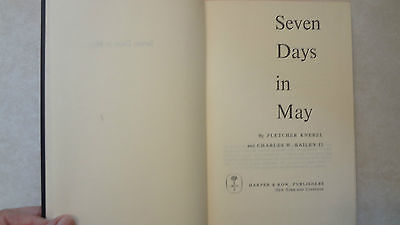 Seven
Days
in
May
By FLETCHER KNEBEL
and CHARLES W. BAILEY II
HARPER & ROW, PUBLISHERS
NEW YORK AND EVANSTON